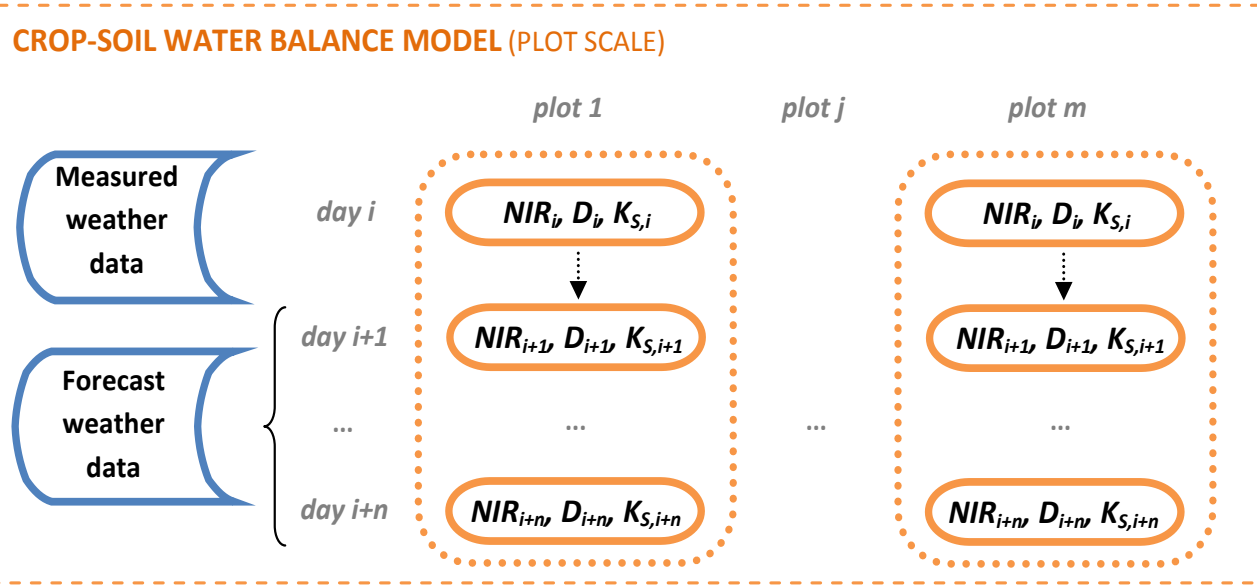 CROP-SOIL WATER BALANCE MODEL (PLOT SCALE)
plot 1 plot j plot m
Measured
weather
data
day i NIRi, Di, KS,i NIRi, Di, KS,i
day i+1 NIRi+1, Di+1, KS,i+1 NIRi+1, Di+1, KS,i+1
Forecast
weather
data
... ... ... ...
day i+n NIRi+n, Di+n, KS,i+n NIRi+n, Di+n, KS,i+n